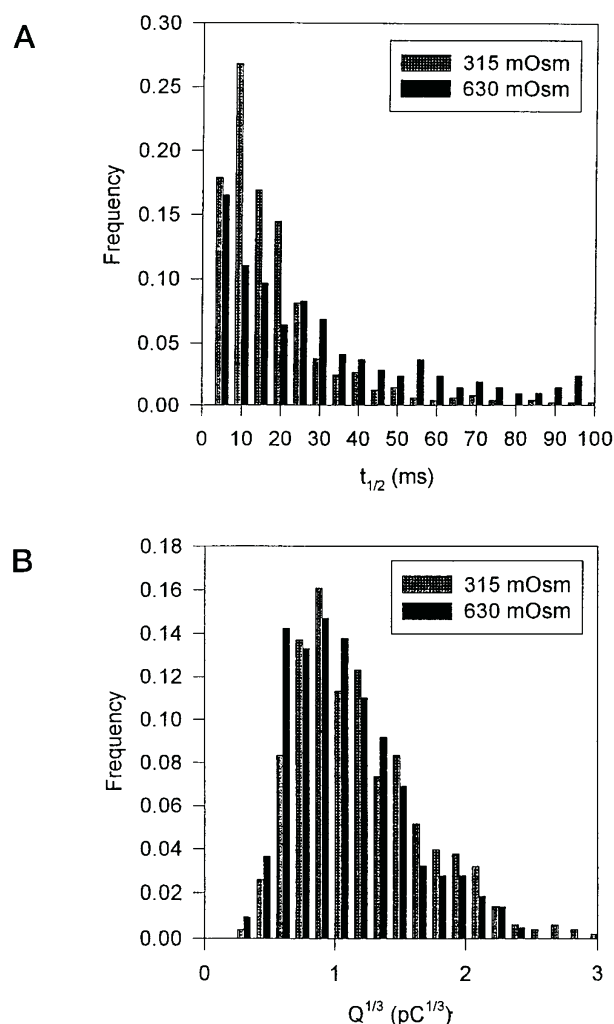 A
0.30
0.25
0.20
0.15
0.10
0.05
0.00
Frequency
315 mOsm
630 mOsm
0 10 20 30 40 50 60 70 80 90 100
t1/2 (ms)
B
0.18
0.16
0.14
0.12
0.10
0.08
0.06
0.04
0.02
0.00
Frequency
315 mOsm
630 mOsm
0 1 2 3
Q1/3 (pC1/3)